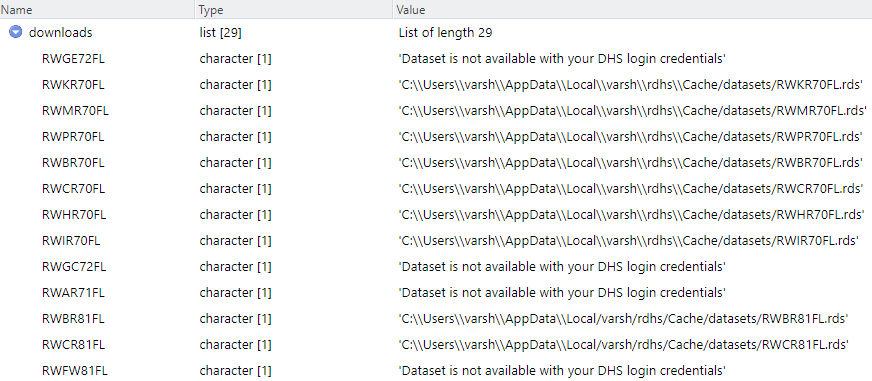 Name Type Value
downloads list [29] List of length 29
RWGE72FL character [1] 'Dataset is not available with your DHS login credentials'
RWKR70FL character [1] 'C:\\Users\\varsh\\AppData\\Local\\varsh\\rdhs\\Cache/datasets/RWKR70FL.rds'
RWMR70FL character [1] 'C:\\Users\\varsh\\AppData\\Local\\varsh\\rdhs\\Cache/datasets/RWMR70FL.rds'
RWPR70FL character [1] 'C:\\Users\\varsh\\AppData\\Local\\varsh\\rdhs\\Cache/datasets/RWPR70FL.rds'
RWBR70FL character [1] 'C:\\Users\\varsh\\AppData\\Local\\varsh\\rdhs\\Cache/datasets/RWBR70FL.rds'
RWCR70FL character [1] 'C:\\Users\\varsh\\AppData\\Local\\varsh\\rdhs\\Cache/datasets/RWCR70FL.rds'
RWHR70FL character [1] 'C:\\Users\\varsh\\AppData\\Local\\varsh\\rdhs\\Cache/datasets/RWHR70FL.rds'
RWIR70FL character [1] 'C:\\Users\\varsh\\AppData\\Local\\varsh\\rdhs\\Cache/datasets/RWIR70FL.rds'
RWGC72FL character [1] 'Dataset is not available with your DHS login credentials'
RWAR71FL character [1] 'Dataset is not available with your DHS login credentials'
RWBR81FL character [1] 'C:\\Users\\varsh\\AppData\\Local/varsh/rdhs/Cache/datasets/RWBR81FL.rds'
RWCR81FL character [1] 'C:\\Users\\varsh\\AppData\\Local/varsh/rdhs/Cache/datasets/RWCR81FL.rds'
RWFW81FL character [1] 'Dataset is not available with your DHS login credentials'